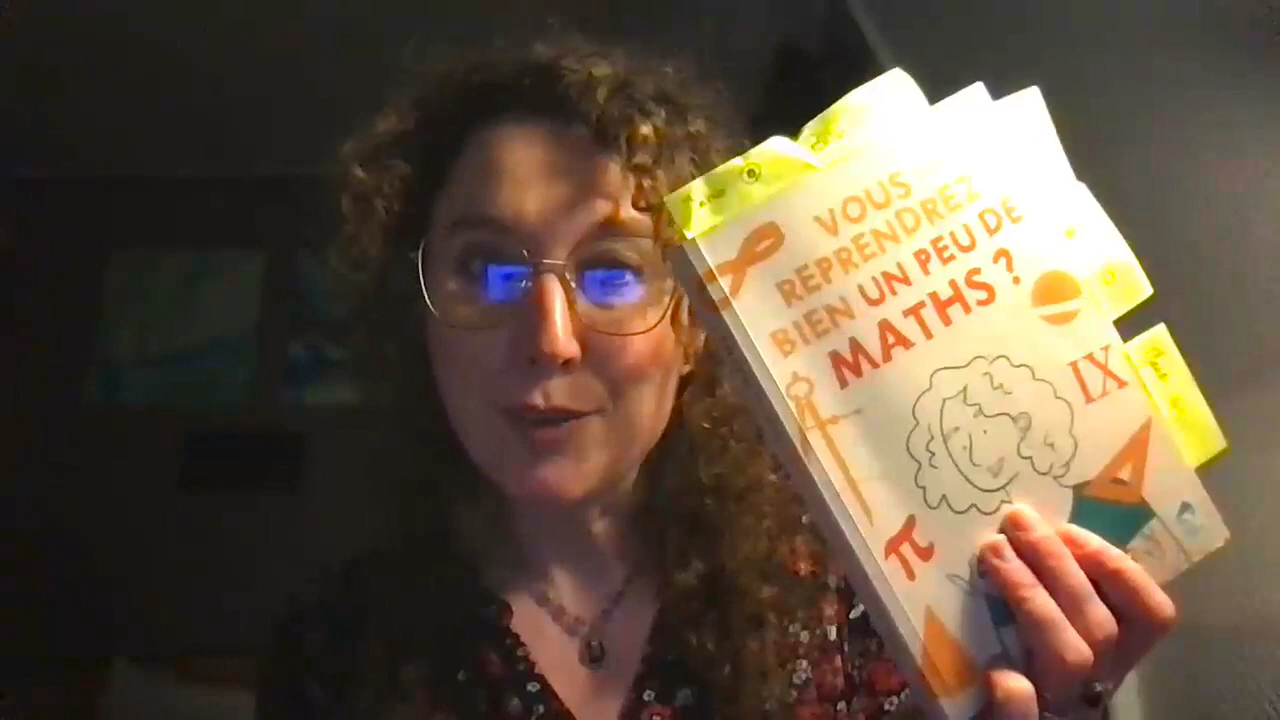 VOUS
REPRENDREZ
BIEN UN PEU DE
MATHS ?
IX
π